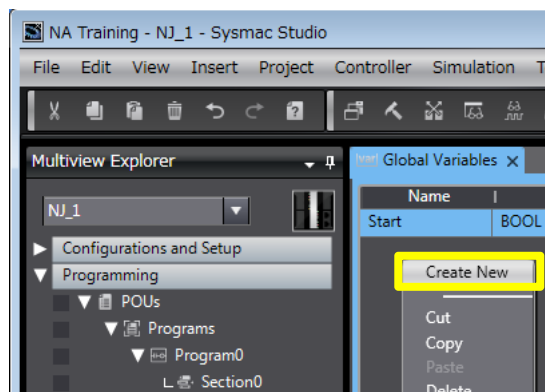 NA Training - NJ_1 - Sysmac Studio
File Edit View Insert Project Controller Simulation T
Multiview Explorer
Global Variables
NJ_1
Name
Start BOOL
Configurations and Setup
Create New
Programming
POUs
Cut
Programs
Copy
Program0
Paste
Section0
Delete